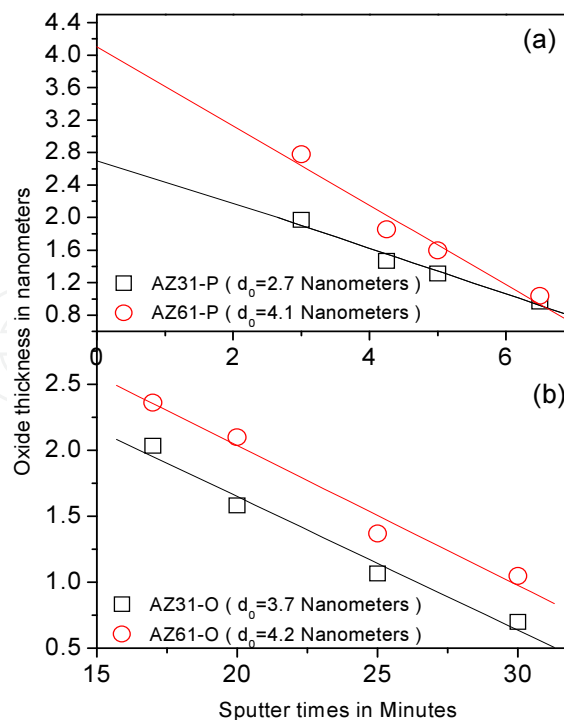 4.4
(a)
4.0
3.6
3.2
2.8
2.4
2.0
1.6
1.2
0.8
AZ31-P ( d0=2.7 Nanometers )
AZ61-P ( d0=4.1 Nanometers )
0 2 4 6
Oxide thickness in nanometers
2.5
(b)
2.0
1.5
1.0
0.5
AZ31-O ( d0=3.7 Nanometers )
AZ61-O ( d0=4.2 Nanometers )
15 20 25 30
Sputter times in Minutes